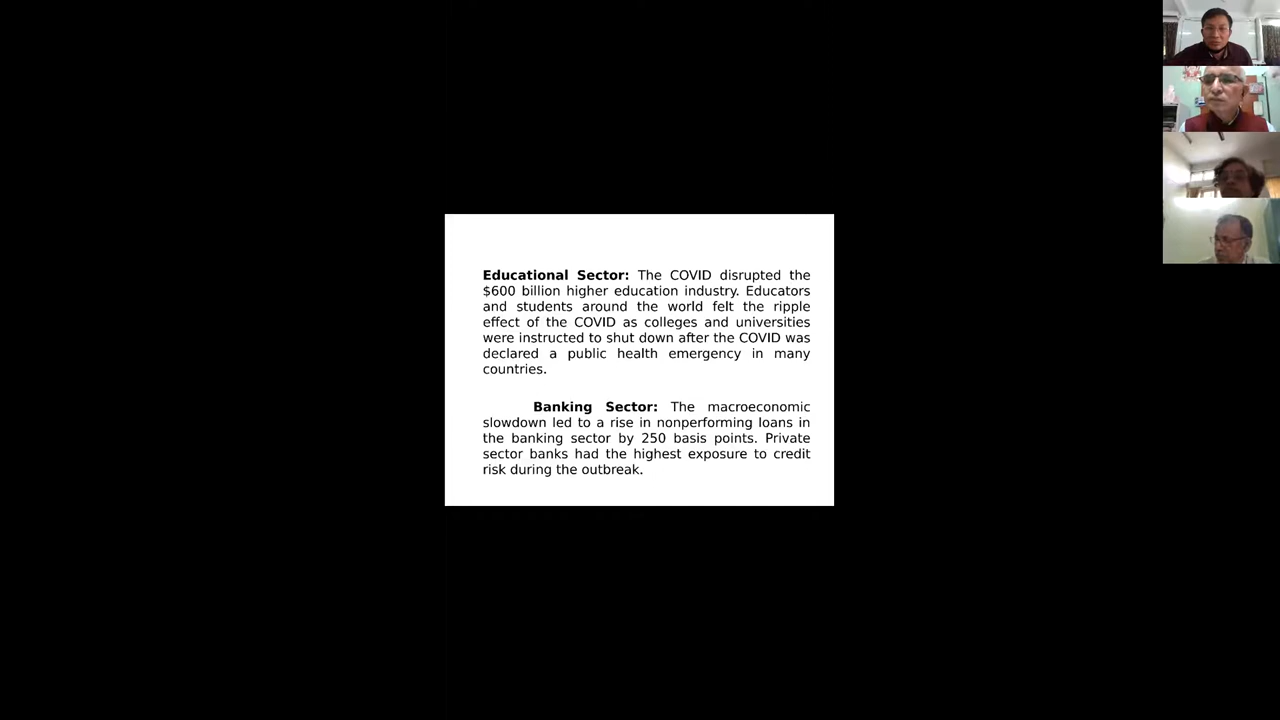 Educational Sector: The COVID disrupted the
$600 billion higher education industry. Educators
and students around the world felt the ripple
effect of the COVID as colleges and universities
were instructed to shut down after the COVID was
declared a public health emergency in many
countries.
Banking Sector: The macroeconomic
slowdown led to a rise in nonperforming loans in
the banking sector by 250 basis points. Private
sector banks had the highest exposure to credit
risk during the outbreak.